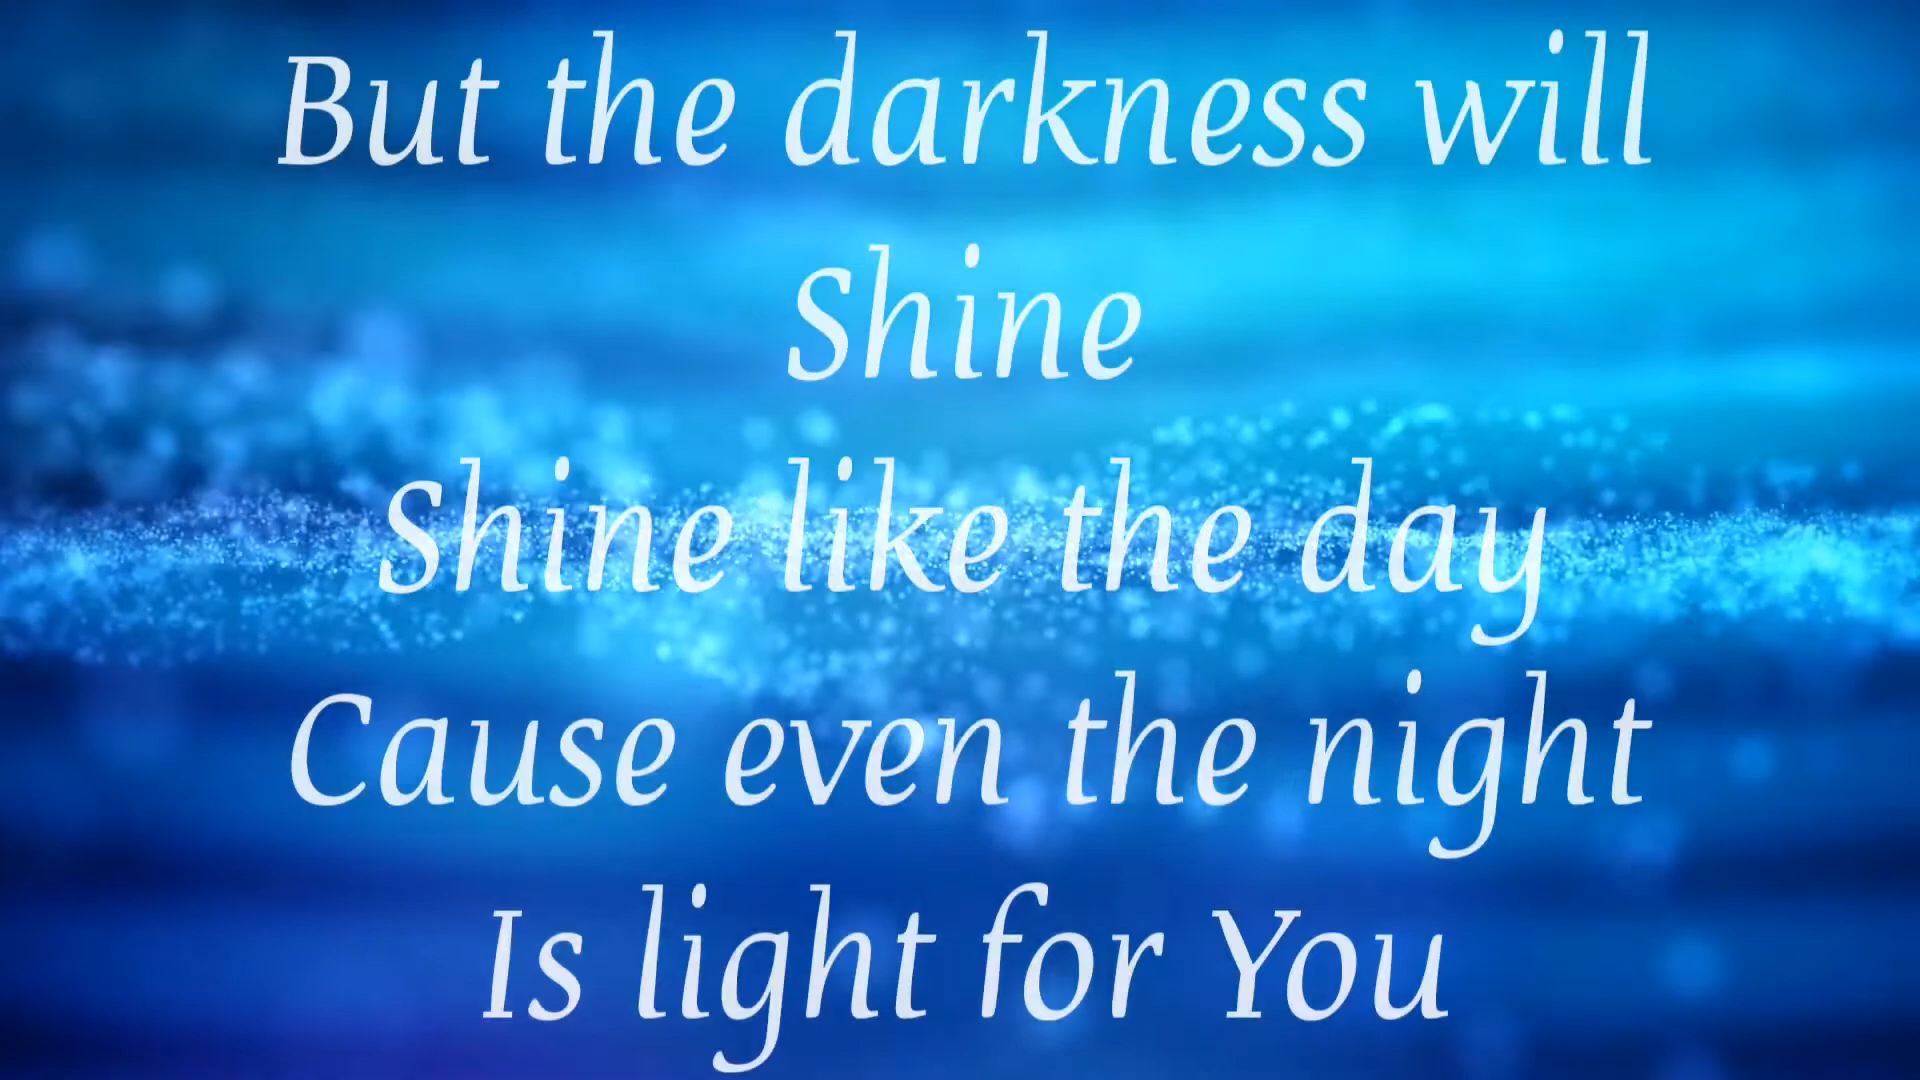 But the darkness will
Shine
Shine like the day
Cause even the night
Is light for You